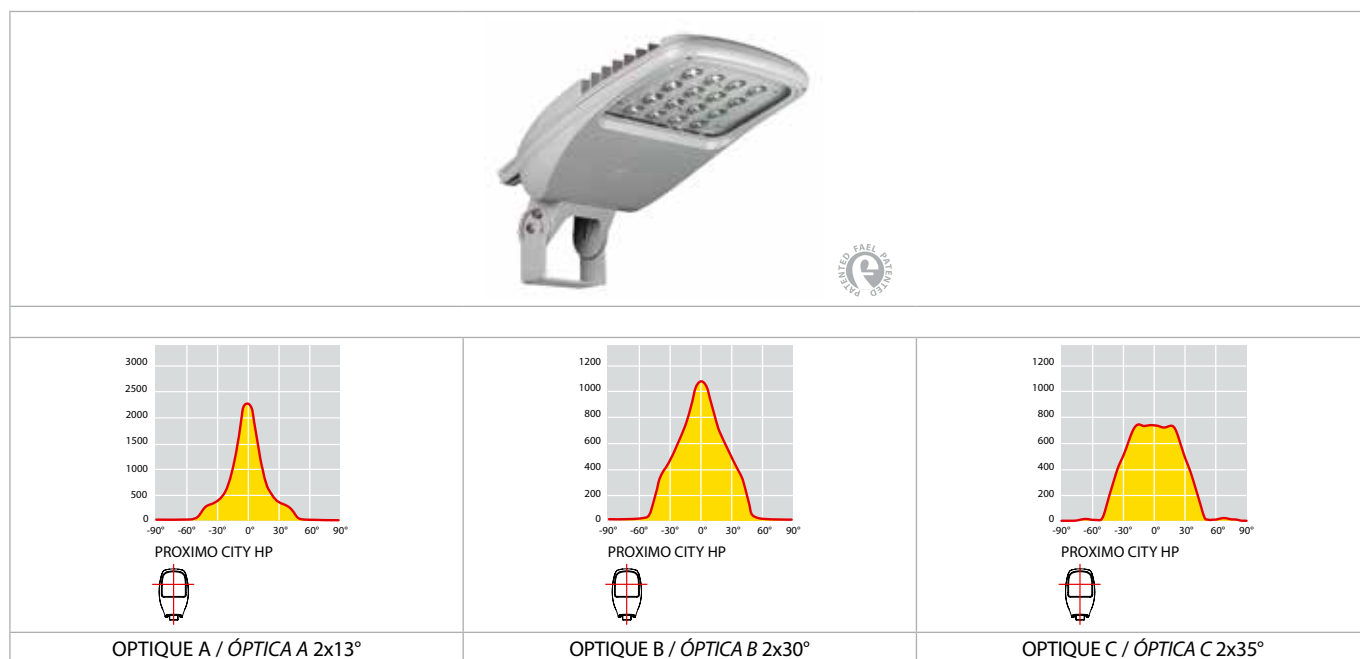 PATENTED FAEL PATENTED
3000
2500
2000
1500
1000
500
0
-90° -60° -30° 0° 30° 60° 90°
PROXIMO CITY HP
OPTIQUE A / ÓPTICA A 2x13°
1200
1000
800
600
400
200
0
-90° -60° -30° 0° 30° 60° 90°
PROXIMO CITY HP
OPTIQUE B / ÓPTICA B 2x30°
1200
1000
800
600
400
200
0
-90° -60° -30° 0° 30° 60° 90°
PROXIMO CITY HP
OPTIQUE C / ÓPTICA C 2x35°